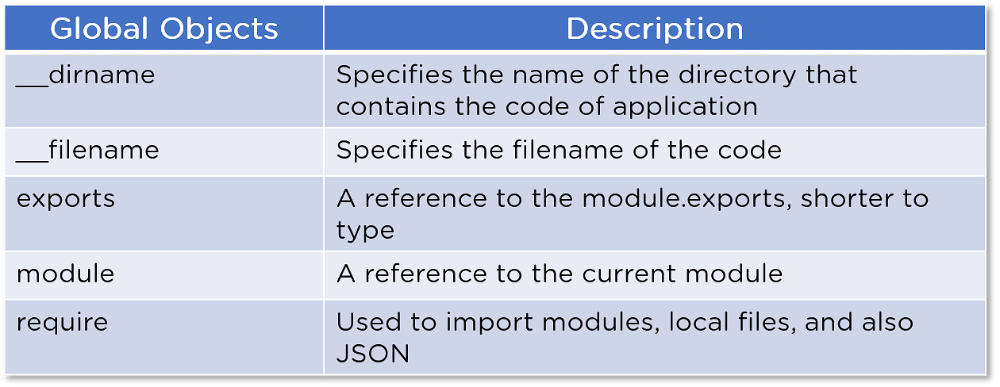 Global Objects
Description
__dirname
Specifies the name of the directory that
contains the code of application
__filename
Specifies the filename of the code
exports
A reference to the module.exports, shorter to
type
module
A reference to the current module
require
Used to import modules, local files, and also
JSON